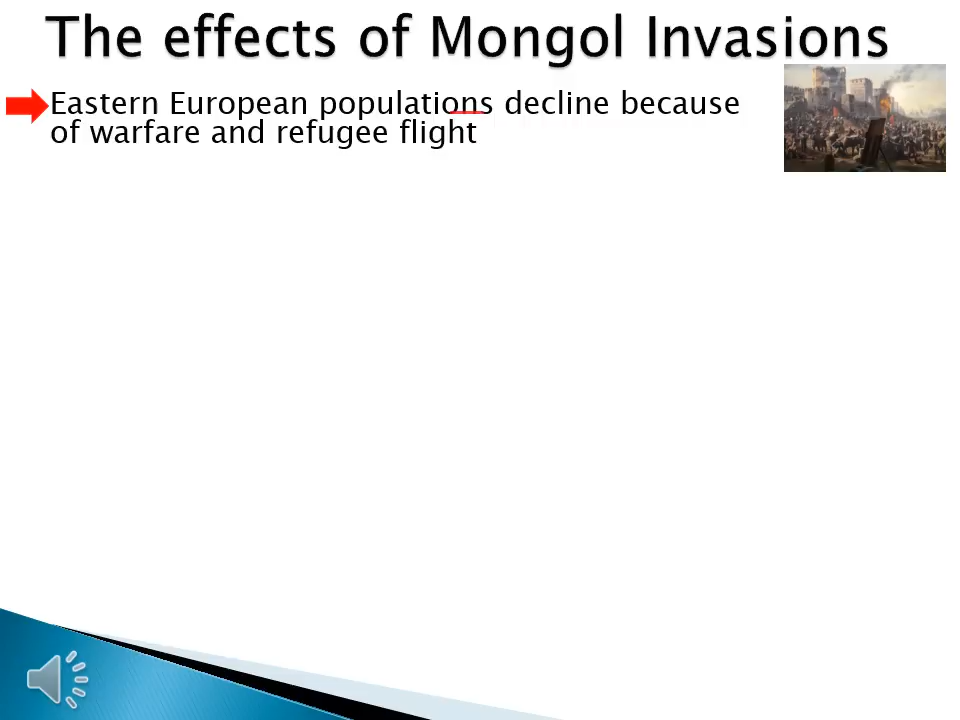 The effects of Mongol Invasions
Eastern European populations decline because
of warfare and refugee flight